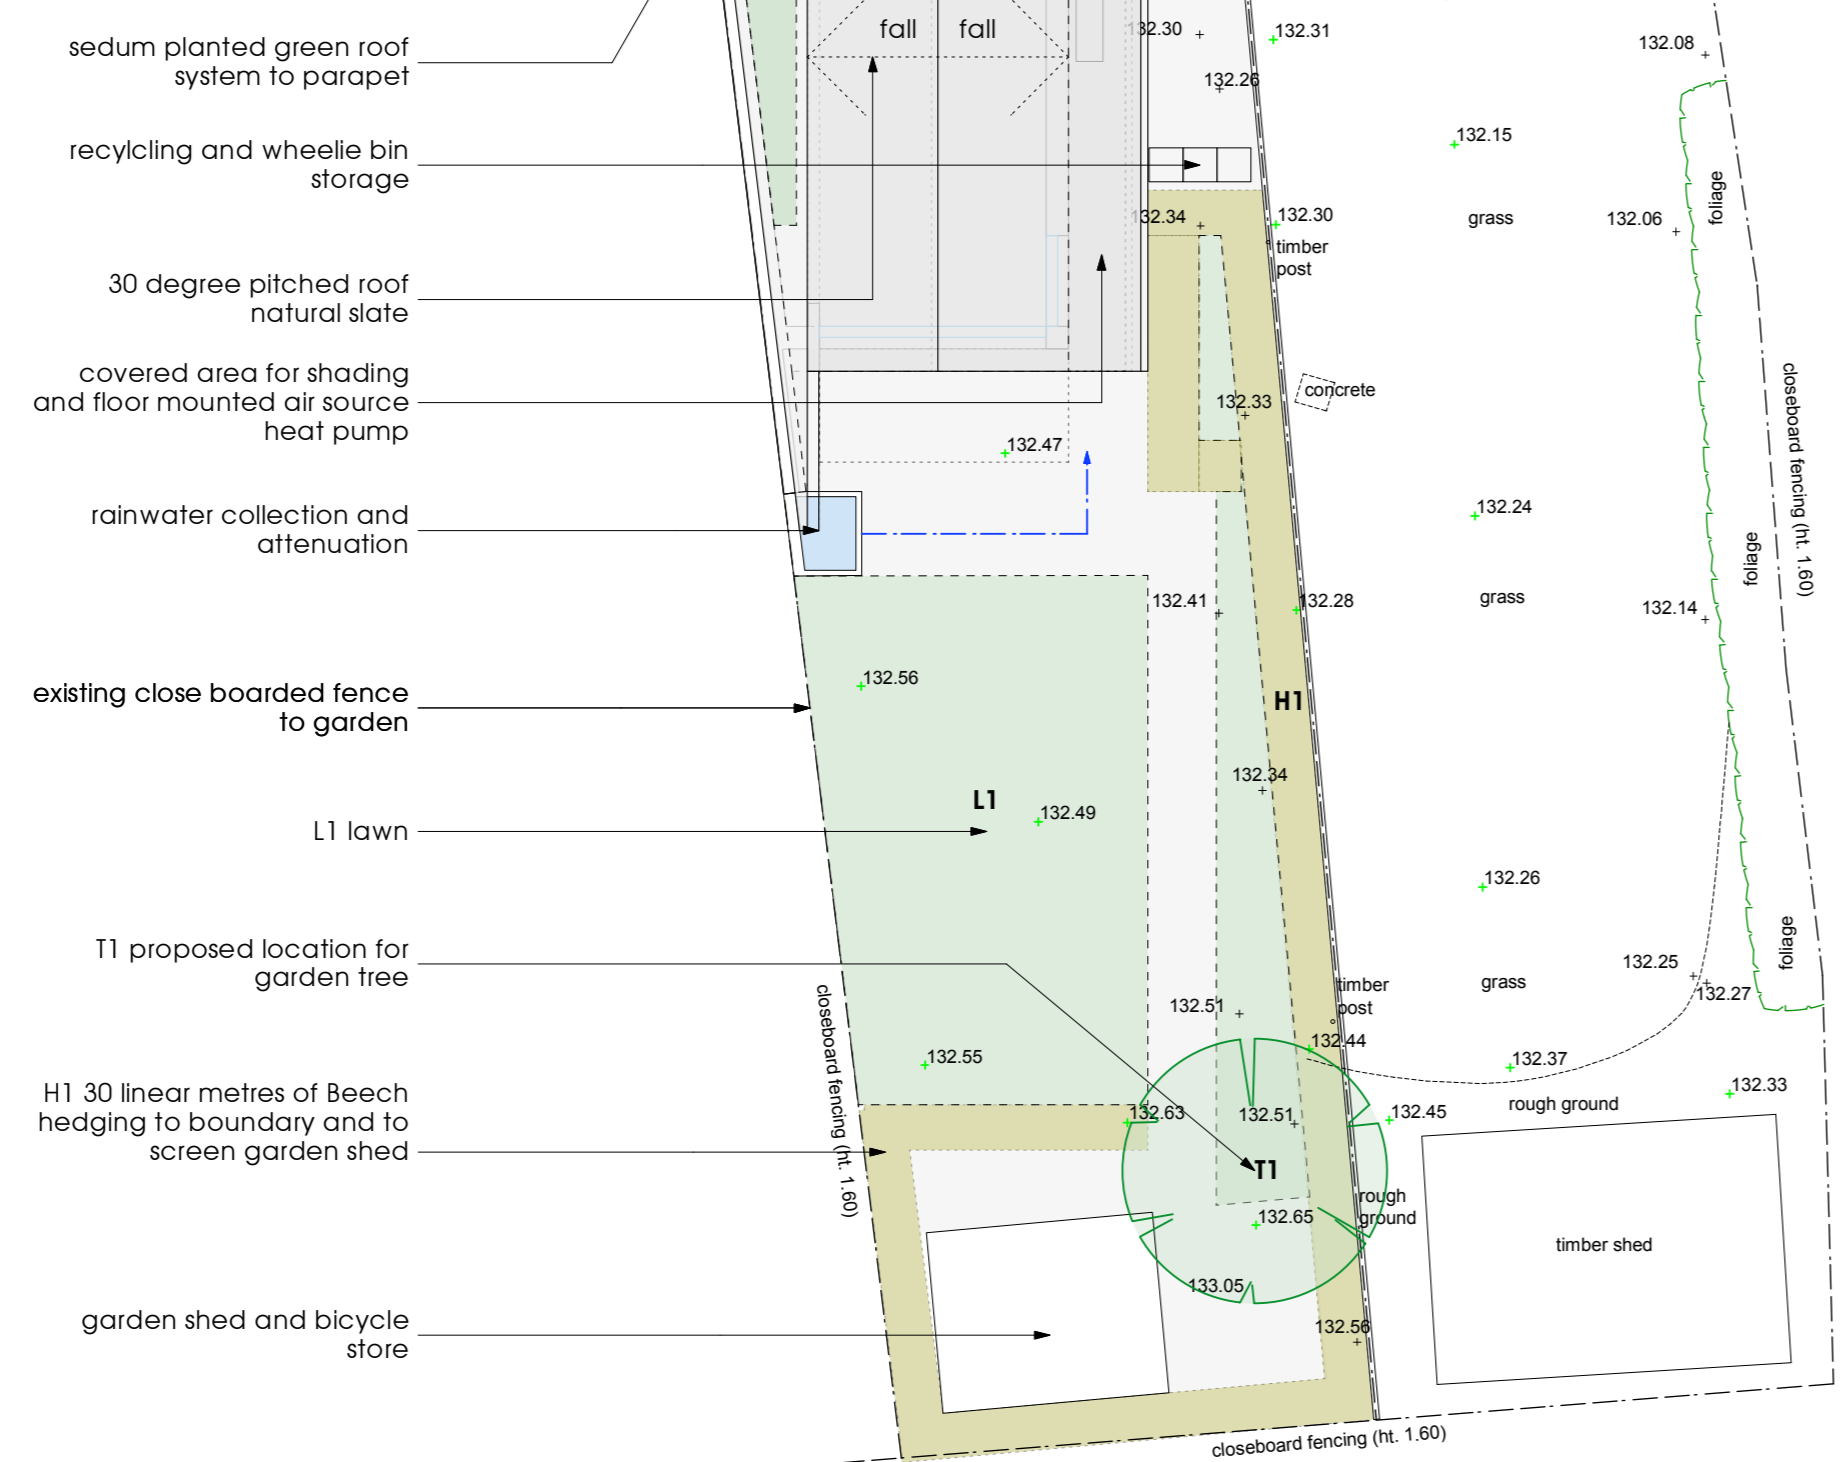 sedum planted green roof
system to parapet
recylcling and wheelie bin
storage
30 degree pitched roof
natural slate
covered area for shading
and floor mounted air source
heat pump
rainwater collection and
attenuation
existing close boarded fence
to garden
L1 lawn
T1 proposed location for
garden tree
H1 30 linear metres of Beech
hedging to boundary and to
screen garden shed
garden shed and bicycle
store
fall
fall
132.30
132.31
132.08
132.26
132.15
foliage
132.34
132.30
grass
132.06
timber
post
132.33
concrete
closeboard fencing (ht. 1.60)
132.47
132.24
foliage
132.41
132.28
grass
132.14
132.56
H1
132.34
L1
132.49
132.26
foliage
132.25
132.27
grass
timber
post
132.51
closeboard fencing (ht. 1.60)
132.44
132.55
132.37
132.33
132.63
132.51
132.45
rough ground
T1
rough
ground
132.65
timber shed
133.05
132.56
closeboard fencing (ht. 1.60)